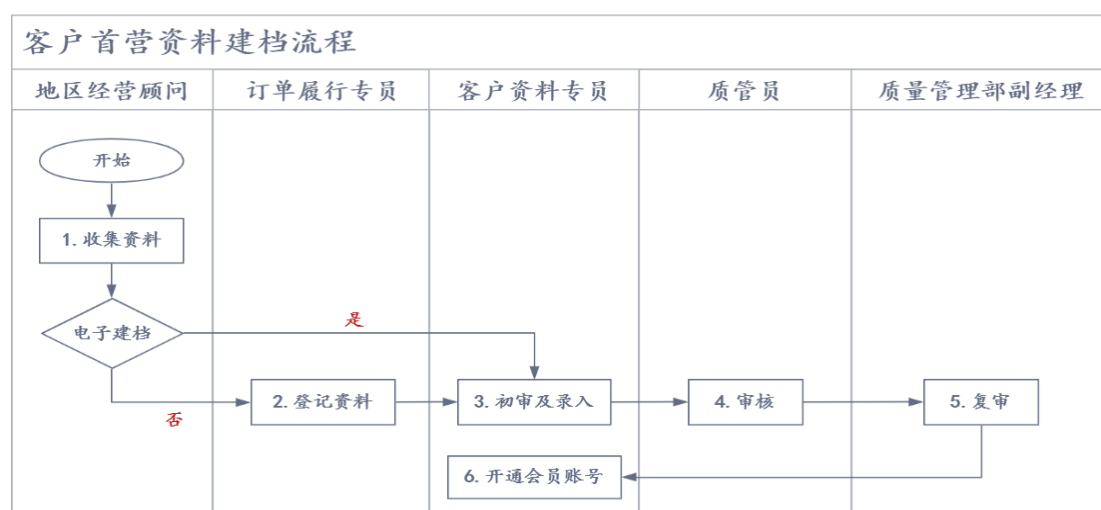 客户首营资料建档流程
地区经营顾问 订单履行专员 客户资料专员 质管员 质量管理部副经理
开始
1. 收集资料
电子建档
是
否
2. 登记资料
3. 初审及录入
4. 审核
5. 复审
6. 开通会员账号